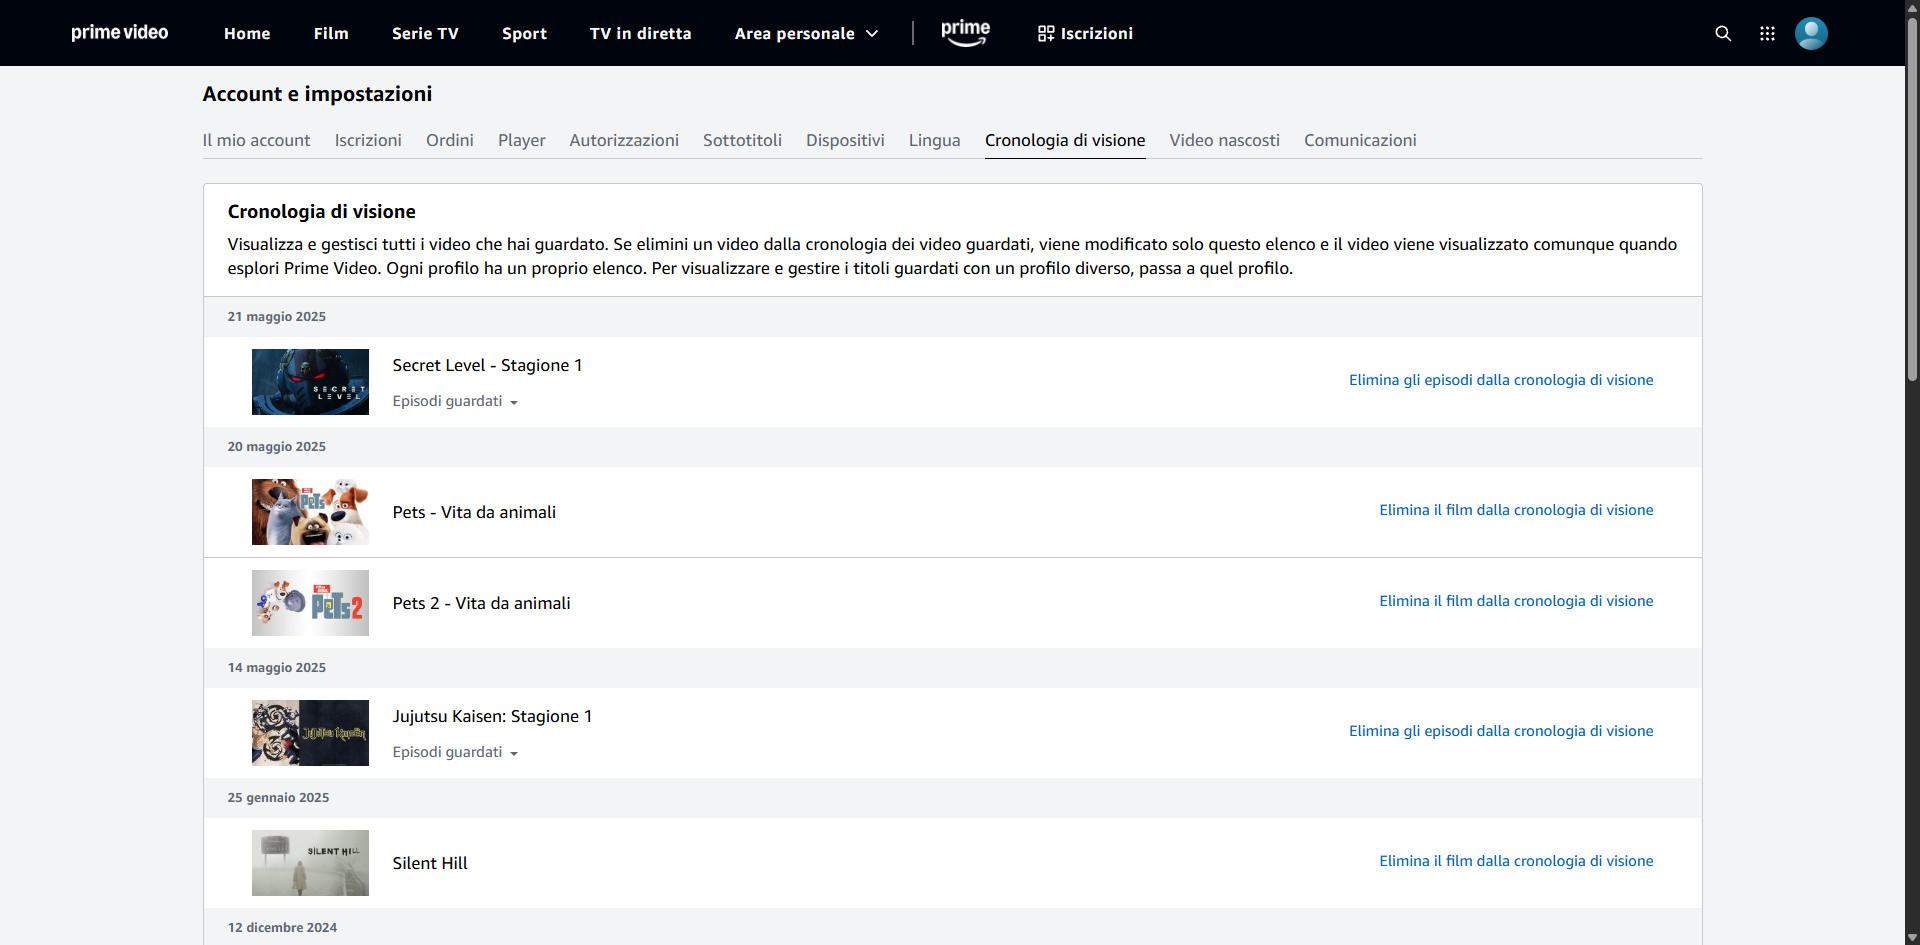 prime video
Home
Film
Serie TV
Sport
TV in diretta
Area personale
prime
Iscrizioni
Account e impostazioni
Il mio account
Iscrizioni
Ordini
Player
Autorizzazioni
Sottotitoli
Dispositivi
Lingua
Cronologia di visione
Video nascosti
Comunicazioni
Cronologia di visione
Visualizza e gestisci tutti i video che hai guardato. Se elimini un video dalla cronologia dei video guardati, viene modificato solo questo elenco e il video viene visualizzato comunque quando
esplori Prime Video. Ogni profilo ha un proprio elenco. Per visualizzare e gestire i titoli guardati con un profilo diverso, passa a quel profilo.
21 maggio 2025
SECRET
LEVEL
Secret Level - Stagione 1
Episodi guardati
Elimina gli episodi dalla cronologia di visione
20 maggio 2025
PETS
Pets - Vita da animali
Elimina il film dalla cronologia di visione
PETS 2
Pets 2 - Vita da animali
Elimina il film dalla cronologia di visione
14 maggio 2025
Jujutsu Kaisen
Jujutsu Kaisen: Stagione 1
Episodi guardati
Elimina gli episodi dalla cronologia di visione
25 gennaio 2025
SILENT HILL
Silent Hill
Elimina il film dalla cronologia di visione
12 dicembre 2024